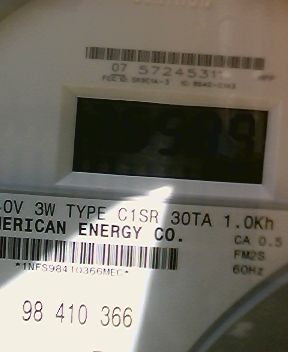 07 5724531
40V 3W TYPE C1SR 30TA 1.0Kh
MERICAN ENERGY CO.
CA 0.5
*1NFS98410366MEC*
FM2S
60Hz
98 410 366